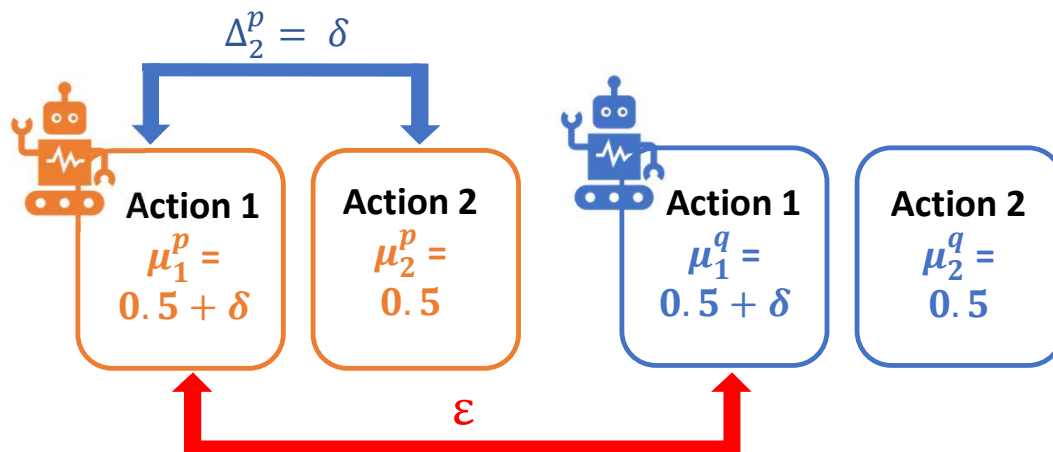 Δ₂ᵖ = δ
Action 1
μ₁ᵖ =
0.5 + δ
Action 2
μ₂ᵖ =
0.5
Action 1
μ₁^q =
0.5 + δ
Action 2
μ₂^q =
0.5
ε